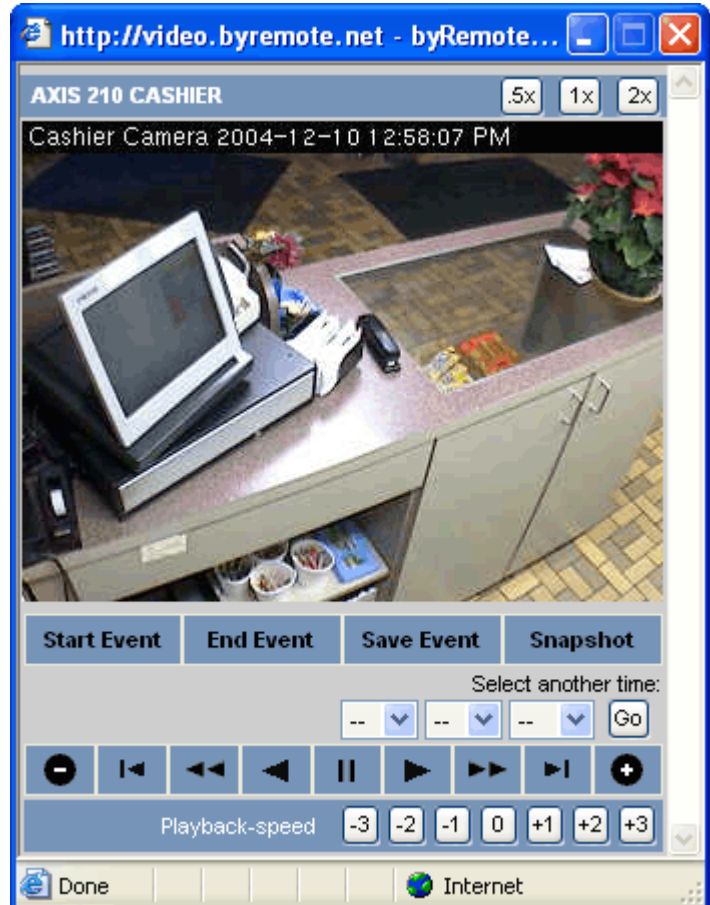 http://video.byremote.net - byRemote...
AXIS 210 CASHIER .5x 1x 2x
Cashier Camera 2004-12-10 12:58:07 PM
Start Event End Event Save Event Snapshot
Select another time:
-- -- -- Go
Playback-speed -3 -2 -1 0 +1 +2 +3
Done Internet